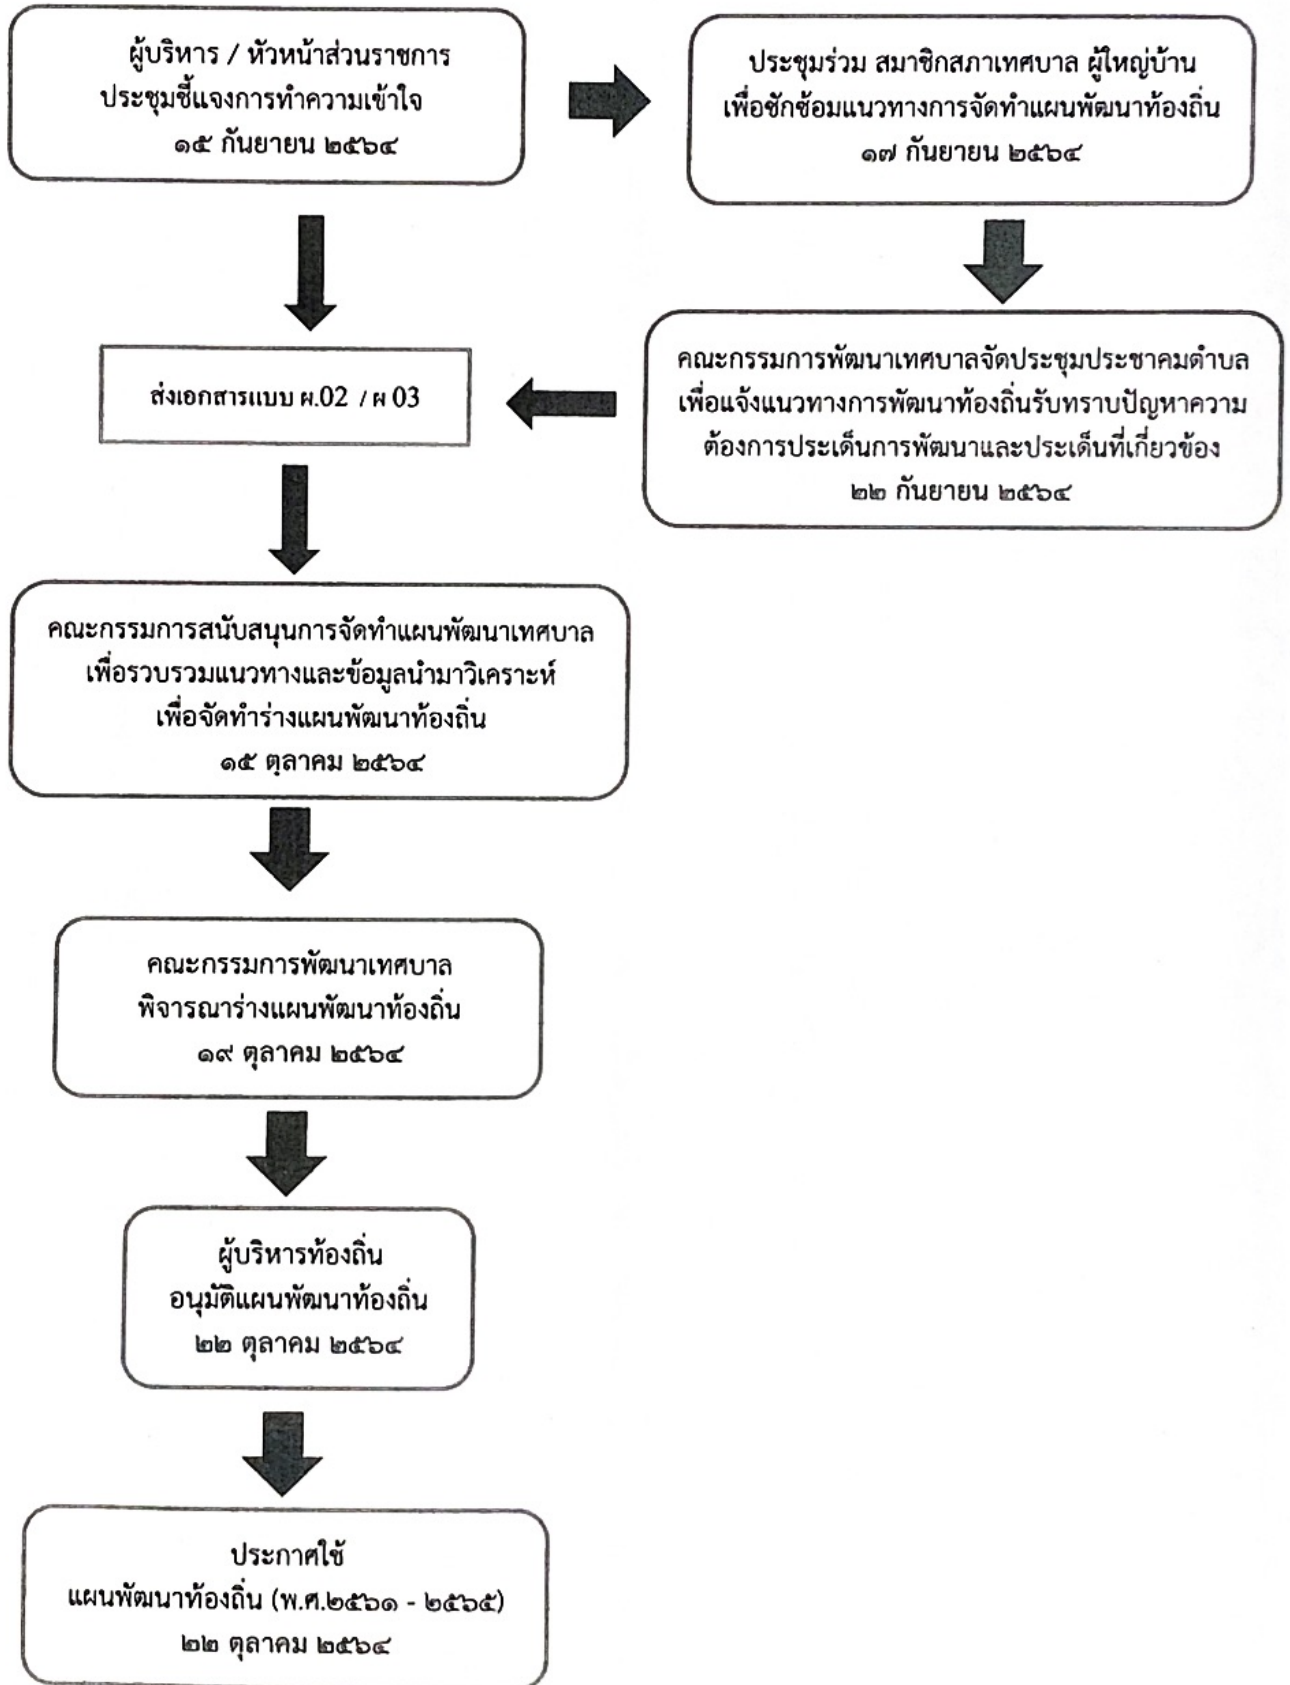 ผู้บริหาร / หัวหน้าส่วนราชการ
ประชุมชี้แจงการทำความเข้าใจ
๑๕ กันยายน ๒๕๖๔
ประชุมร่วม สมาชิกสภาเทศบาล ผู้ใหญ่บ้าน
เพื่อซักซ้อมแนวทางการจัดทำแผนพัฒนาท้องถิ่น
๑๗ กันยายน ๒๕๖๔
คณะกรรมการพัฒนาเทศบาลจัดประชุมประชาคมตำบล
เพื่อแจ้งแนวทางการพัฒนาท้องถิ่นรับทราบปัญหาความ
ต้องการประเด็นการพัฒนาและประเด็นที่เกี่ยวข้อง
๒๒ กันยายน ๒๕๖๔
ส่งเอกสารแบบ ผ.02 / ผ 03
คณะกรรมการสนับสนุนการจัดทำแผนพัฒนาเทศบาล
เพื่อรวบรวมแนวทางและข้อมูลนำมาวิเคราะห์
เพื่อจัดทำร่างแผนพัฒนาท้องถิ่น
๑๕ ตุลาคม ๒๕๖๔
คณะกรรมการพัฒนาเทศบาล
พิจารณาร่างแผนพัฒนาท้องถิ่น
๑๙ ตุลาคม ๒๕๖๔
ผู้บริหารท้องถิ่น
อนุมัติแผนพัฒนาท้องถิ่น
๒๒ ตุลาคม ๒๕๖๔
ประกาศใช้
แผนพัฒนาท้องถิ่น (พ.ศ.๒๕๖๑ - ๒๕๖๕)
๒๒ ตุลาคม ๒๕๖๔